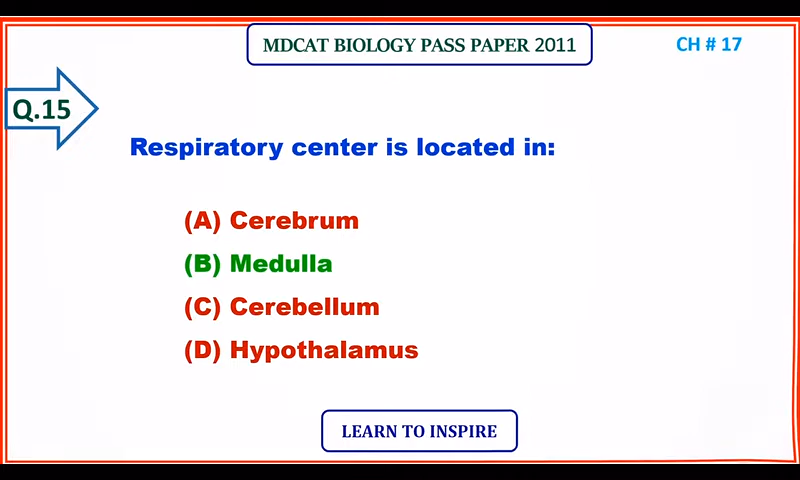 MDCAT BIOLOGY PASS PAPER 2011
CH # 17
Q.15
Respiratory center is located in:
(A) Cerebrum
(B) Medulla
(C) Cerebellum
(D) Hypothalamus
LEARN TO INSPIRE